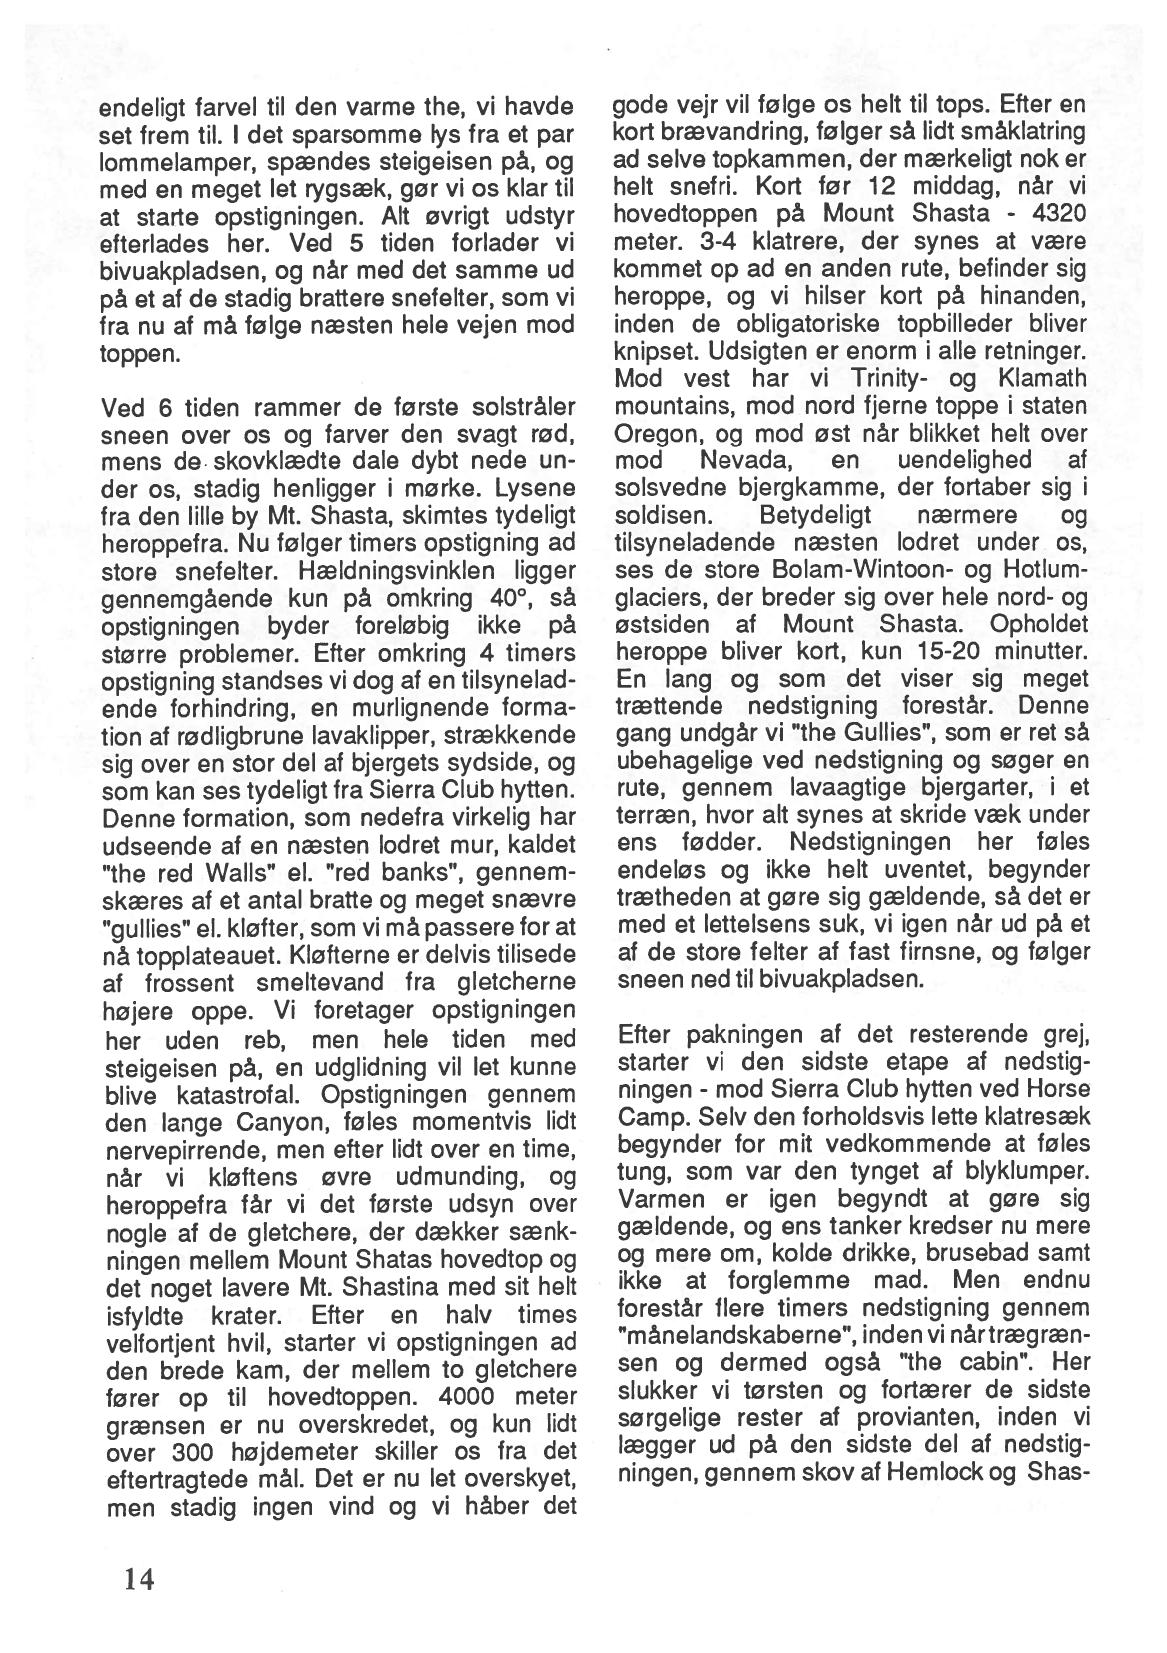 endeligt farvel til den varme the, vi havde
set frem til. I det sparsomme lys fra et par
lommelamper, spændes steigeisen på, og
med en meget let rygsæk, gør vi os klar til
at starte opstigningen. Alt øvrigt udstyr
efterlades her. Ved 5 tiden forlader vi
bivuakpladsen, og når med det samme ud
på et af de stadig brattere snefelter, som vi
fra nu af må følge næsten hele vejen mod
toppen.

Ved 6 tiden rammer de første solstråler
sneen over os og farver den svagt rød,
mens de skovklædte dale dybt nede un-
der os, stadig henligger i mørke. Lysene
fra den lille by Mt. Shasta, skimtes tydeligt
heroppefra. Nu følger timers opstigning ad
store snefelter. Hældningsvinklen ligger
gennemgående kun på omkring 40°, så
opstigningen byder foreløbig ikke på
større problemer. Efter omkring 4 timers
opstigning standses vi dog af en tilsynelad-
ende forhindring, en murlignende forma-
tion af rødligbrune lavaklipper, strækkende
sig over en stor del af bjergets sydside, og
som kan ses tydeligt fra Sierra Club hytten.
Denne formation, som nedefra virkelig har
udseende af en næsten lodret mur, kaldet
"the red Walls" el. "red banks", gennem-
skæres af et antal bratte og meget snævre
"gullies" el. kløfter, som vi må passere for at
nå topplateauet. Kløfterne er delvis tilisede
af frossent smeltevand fra gletcherne
højere oppe. Vi foretager opstigningen
her uden reb, men hele tiden med
steigeisen på, en udglidning vil let kunne
blive katastrofal. Opstigningen gennem
den lange Canyon, føles momentvis lidt
nervepirrende, men efter lidt over en time,
når vi kløftens øvre udmunding, og
heroppefra får vi det første udsyn over
nogle af de gletchere, der dækker sænk-
ningen mellem Mount Shatas hovedtop og
det noget lavere Mt. Shastina med sit helt
isfyldte krater. Efter en halv times
velfortjent hvil, starter vi opstigningen ad
den brede kam, der mellem to gletchere
fører op til hovedtoppen. 4000 meter
grænsen er nu overskredet, og kun lidt
over 300 højdemeter skiller os fra det
eftertragtede mål. Det er nu let overskyet,
men stadig ingen vind og vi håber det

gode vejr vil følge os helt til tops. Efter en
kort brævandring, følger så lidt småklatring
ad selve topkammen, der mærkeligt nok er
helt snefri. Kort før 12 middag, når vi
hovedtoppen på Mount Shasta - 4320
meter. 3-4 klatrere, der synes at være
kommet op ad en anden rute, befinder sig
heroppe, og vi hilser kort på hinanden,
inden de obligatoriske topbilleder bliver
knipset. Udsigten er enorm i alle retninger.
Mod vest har vi Trinity- og Klamath
mountains, mod nord fjerne toppe i staten
Oregon, og mod øst når blikket helt over
mod Nevada, en uendelighed af
solsvedne bjergkamme, der fortaber sig i
soldisen. Betydeligt nærmere og
tilsyneladende næsten lodret under os,
ses de store Bolam-Wintoon- og Hotlum-
glaciers, der breder sig over hele nord- og
østsiden af Mount Shasta. Opholdet
heroppe bliver kort, kun 15-20 minutter.
En lang og som det viser sig meget
trættende nedstigning forestår. Denne
gang undgår vi "the Gullies", som er ret så
ubehagelige ved nedstigning og søger en
rute, gennem lavaagtige bjergarter, i et
terræn, hvor alt synes at skride væk under
ens fødder. Nedstigningen her føles
endeløs og ikke helt uventet, begynder
trætheden at gøre sig gældende, så det er
med et lettelsens suk, vi igen når ud på et
af de store felter af fast firnsne, og følger
sneen ned til bivuakpladsen.

Efter pakningen af det resterende grej,
starter vi den sidste etape af nedstig-
ningen - mod Sierra Club hytten ved Horse
Camp. Selv den forholdsvis lette klatresæk
begynder for mit vedkommende at føles
tung, som var den tynget af blyklumper.
Varmen er igen begyndt at gøre sig
gældende, og ens tanker kredser nu mere
og mere om, kolde drikke, brusebad samt
ikke at forglemme mad. Men endnu
forestår flere timers nedstigning gennem
"månelandskaberne", inden vi når trægræn-
sen og dermed også "the cabin". Her
slukker vi tørsten og fortærer de sidste
sørgelige rester af provianten, inden vi
lægger ud på den sidste del af nedstig-
ningen, gennem skov af Hemlock og Shas-

14